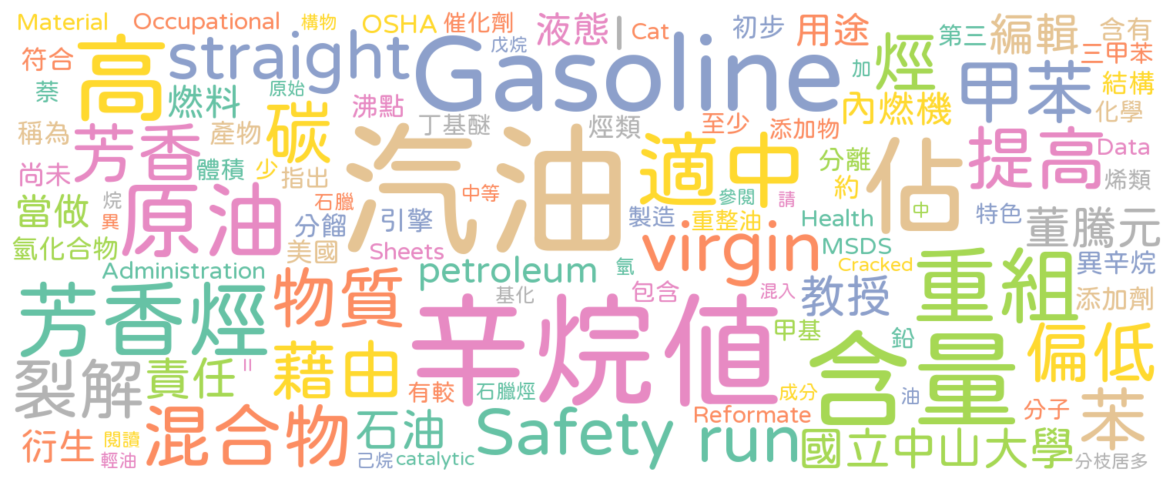 Material Occupational 構物 OSHA 催化劑 液態 | Cat 初步 用途 第三 編輯 含有
符合 高 straight Gasoline 戊烷 加 烴 三甲苯
萘 燃料 原始 沸點 內燃機 甲苯 結構 化學
稱為 產物 碳 丁基醚 烴類 至少 添加物
芳香 體積 少 指出 汽油 適中 分離 佔 提高 Data
尚未 烷 石臘 中等 參閱 請 約 中 烯類
當做 異 原油 分餾 引擎 製造 重整油 Health 特色 董騰元
氫化合物 美國 Sheets virgin MSDS
Administration petroleum 氫 Cracked 重組 異辛烷
芳香烴 物質 基化 辛烷值 包含 混入 教授 添加劑
甲基 鉛 含量 偏低
裂解 責任 II 藉由 有較 石臘烴 成分 油 苯
衍生 閱讀 混合物 石油 Safety run Reformate 分子
輕油 己烷 catalytic 國立中山大學 分枝居多